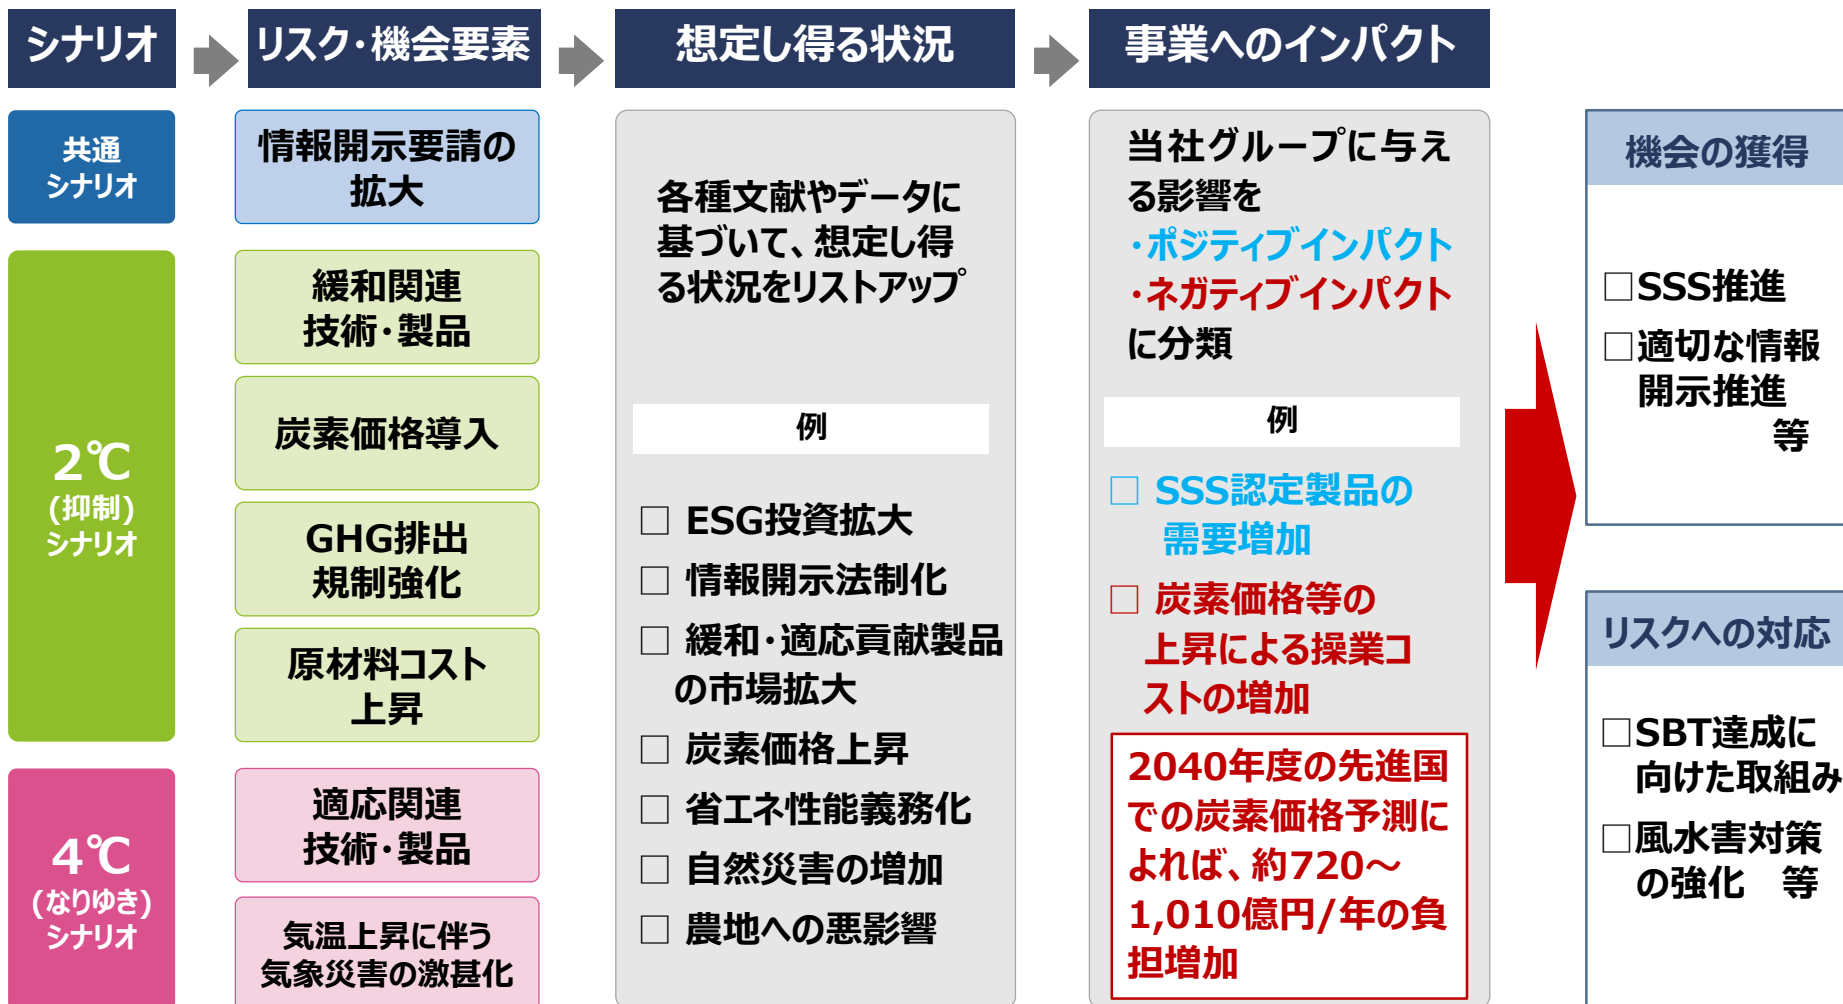 シナリオ
リスク・機会要素
想定し得る状況
事業へのインパクト
共通
シナリオ
情報開示要請の
拡大
2℃
(抑制)
シナリオ
緩和関連
技術・製品
炭素価格導入
GHG排出
規制強化
原材料コスト
上昇
4℃
(なりゆき)
シナリオ
適応関連
技術・製品
気温上昇に伴う
気象災害の激甚化
各種文献やデータに
基づいて、想定し得
る状況をリストアップ
例
□ ESG投資拡大
□ 情報開示法制化
□ 緩和・適応貢献製品
の市場拡大
□ 炭素価格上昇
□ 省エネ性能義務化
□ 自然災害の増加
□ 農地への悪影響
当社グループに与え
る影響を
・ポジティブインパクト
・ネガティブインパクト
に分類
例
□ SSS認定製品の
需要増加
□ 炭素価格等の
上昇による操業コ
ストの増加
2040年度の先進国
での炭素価格予測に
よれば、約720～
1,010億円/年の負
担増加
機会の獲得
□SSS推進
□適切な情報
開示推進
等
リスクへの対応
□SBT達成に
向けた取組み
□風水害対策
の強化 等